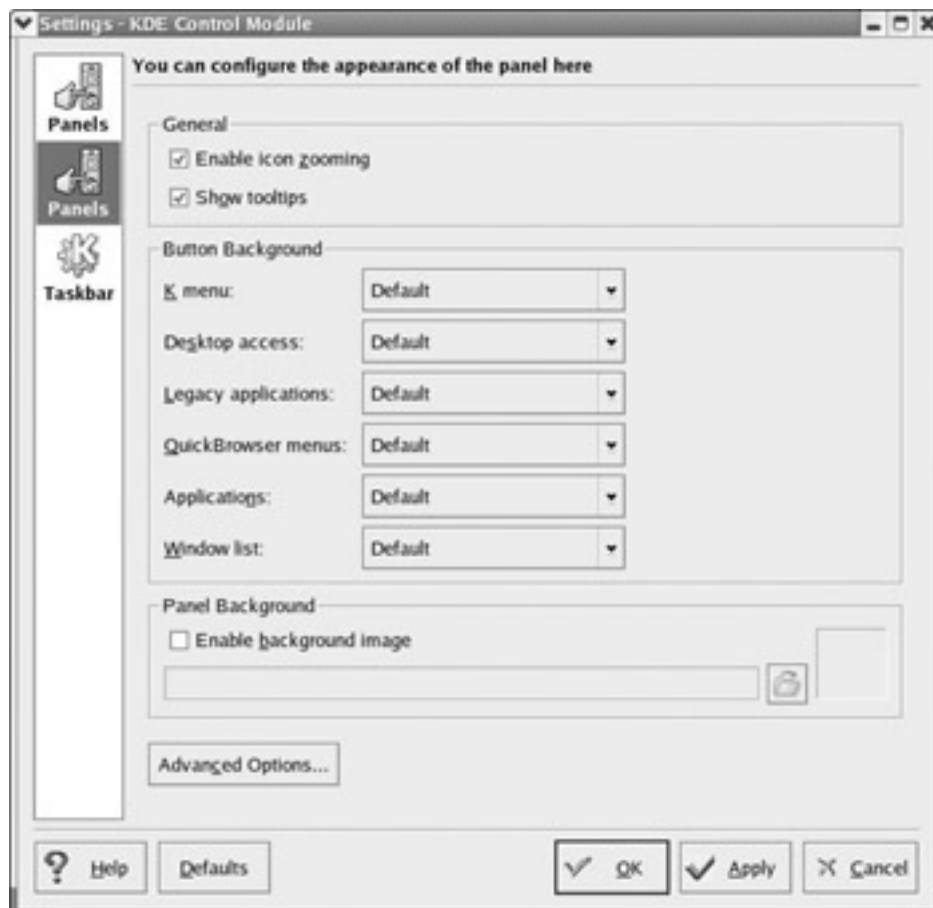 Settings - KDE Control Module
You can configure the appearance of the panel here
Panels
Panels
Taskbar
General
Enable icon zooming
Show tooltips
Button Background
K menu: Default
Desktop access: Default
Legacy applications: Default
QuickBrowser menus: Default
Applications: Default
Window list: Default
Panel Background
Enable background image
Advanced Options...
? Help Defaults OK Apply Cancel